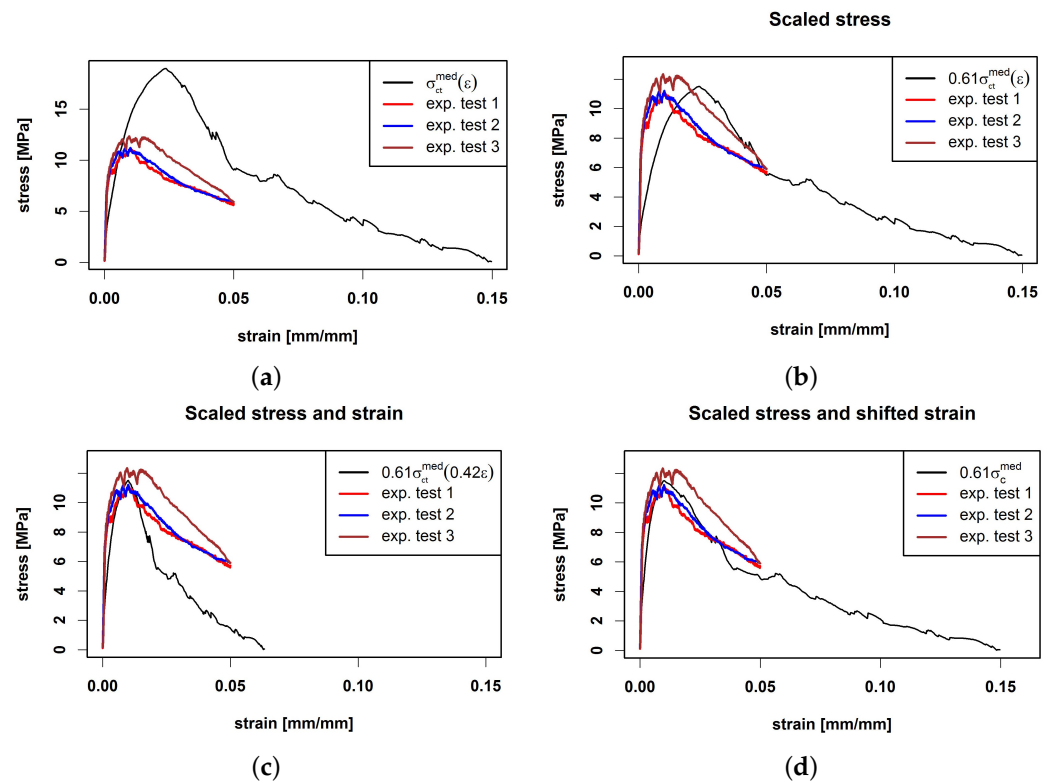 stress [MPa]
0
5
10
15
σ_ct^med(ε)
exp. test 1
exp. test 2
exp. test 3
0.00 0.05 0.10 0.15
strain [mm/mm]
(a)
Scaled stress
stress [MPa]
0 2 4 6 8 10
0.61σ_ct^med(ε)
exp. test 1
exp. test 2
exp. test 3
0.00 0.05 0.10 0.15
strain [mm/mm]
(b)
Scaled stress and strain
stress [MPa]
0 2 4 6 8 10
0.61σ_ct^med(0.42ε)
exp. test 1
exp. test 2
exp. test 3
0.00 0.05 0.10 0.15
strain [mm/mm]
(c)
Scaled stress and shifted strain
stress [MPa]
0 2 4 6 8 10
0.61σ_c^med
exp. test 1
exp. test 2
exp. test 3
0.00 0.05 0.10 0.15
strain [mm/mm]
(d)